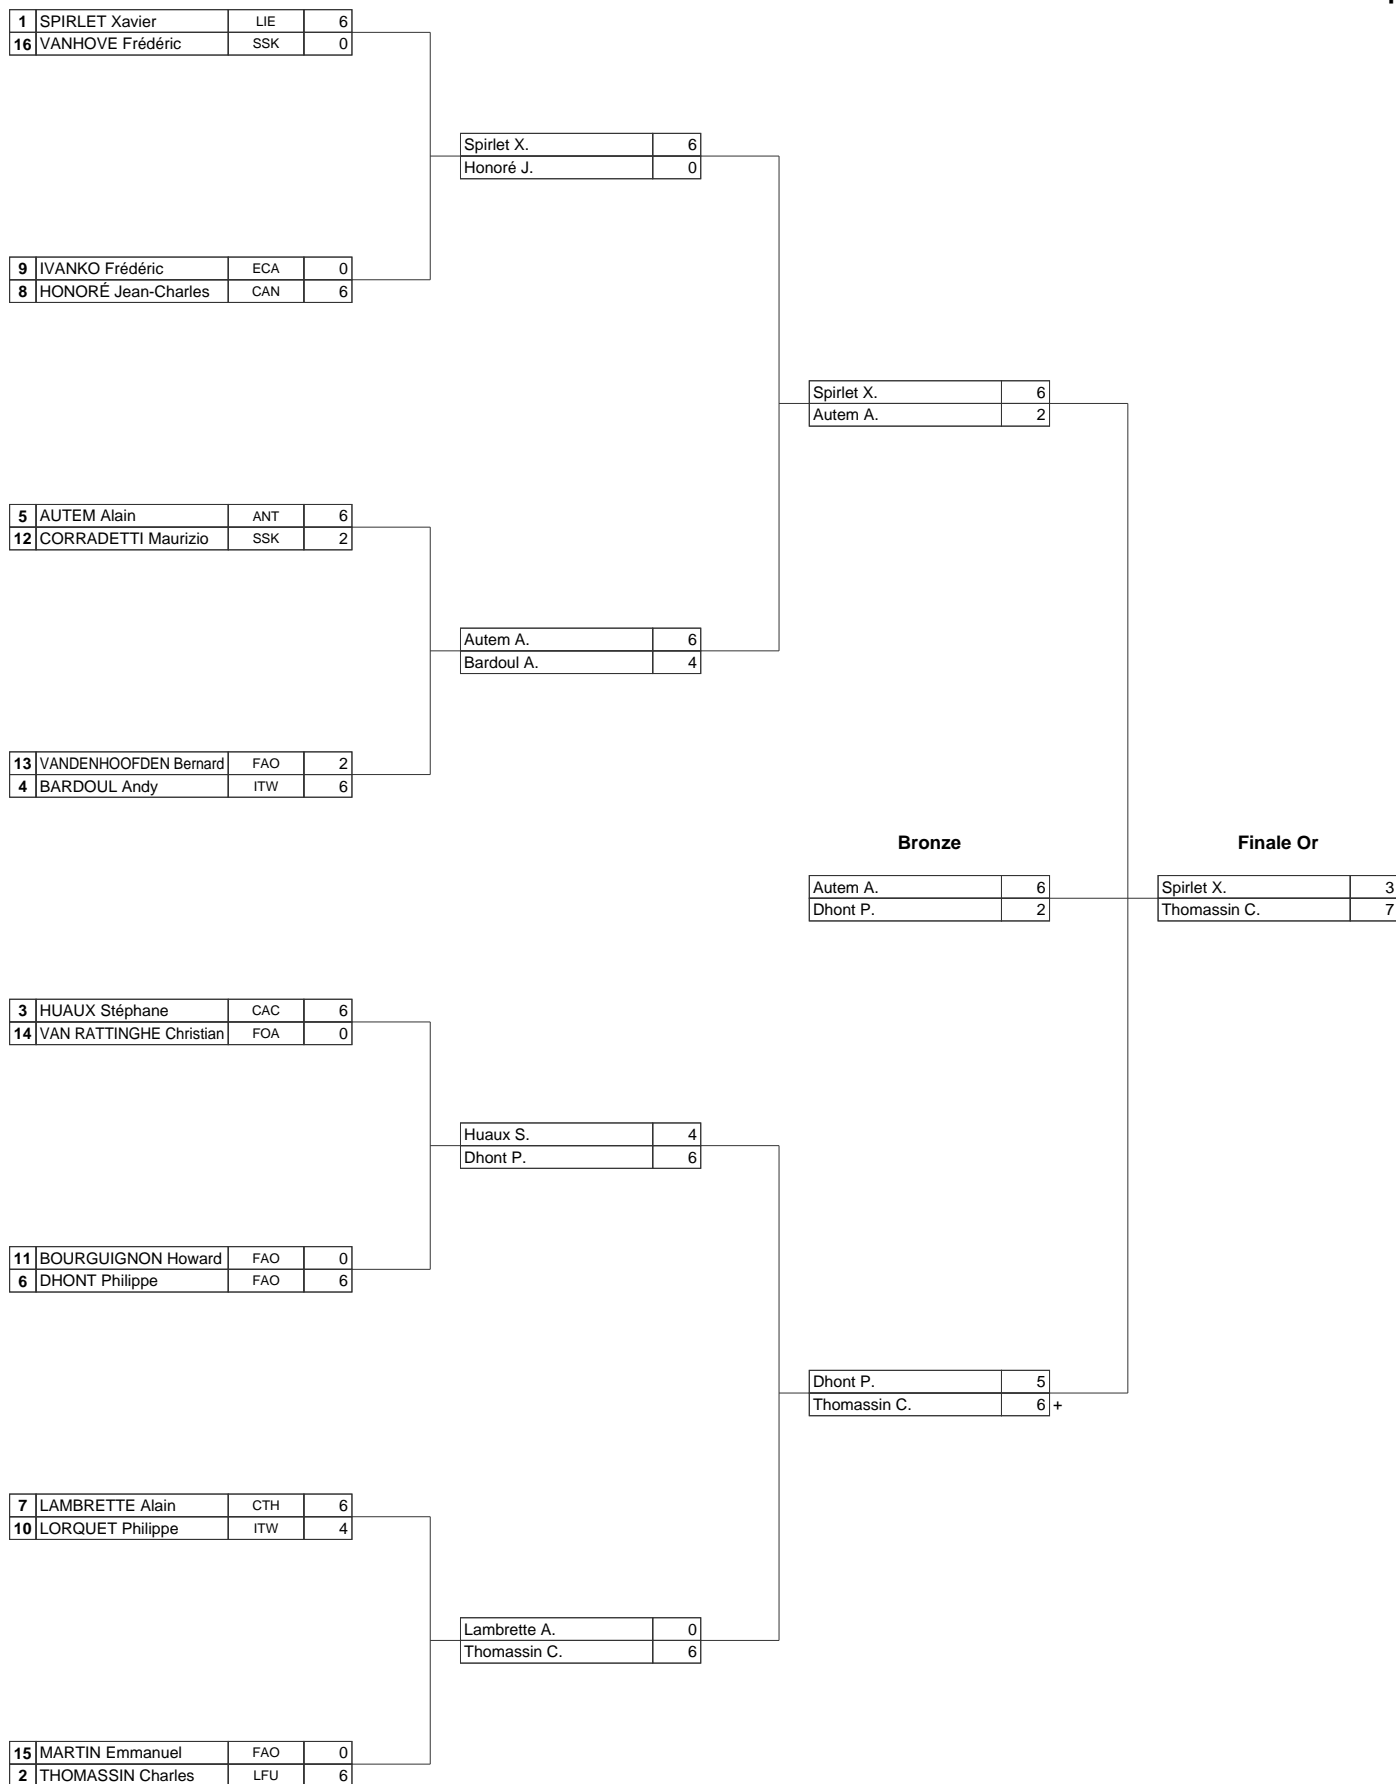 1 SPIRLET Xavier LIE 6
16 VANHOVE Frédéric SSK 0
Spirlet X. 6
Honoré J. 0
9 IVANKO Frédéric ECA 0
8 HONORÉ Jean-Charles CAN 6
Spirlet X. 6
Autem A. 2
5 AUTEM Alain ANT 6
12 CORRADETTI Maurizio SSK 2
Autem A. 6
Bardoul A. 4
13 VANDENHOOFDEN Bernard FAO 2
4 BARDOUL Andy ITW 6
Bronze Finale Or
Autem A. 6 Spirlet X. 3
Dhont P. 2 Thomassin C. 7
3 HUAUX Stéphane CAC 6
14 VAN RATTINGHE Christian FOA 0
Huaux S. 4
Dhont P. 6
11 BOURGUIGNON Howard FAO 0
6 DHONT Philippe FAO 6
Dhont P. 5
Thomassin C. 6 +
7 LAMBRETTE Alain CTH 6
10 LORQUET Philippe ITW 4
Lambrette A. 0
Thomassin C. 6
15 MARTIN Emmanuel FAO 0
2 THOMASSIN Charles LFU 6